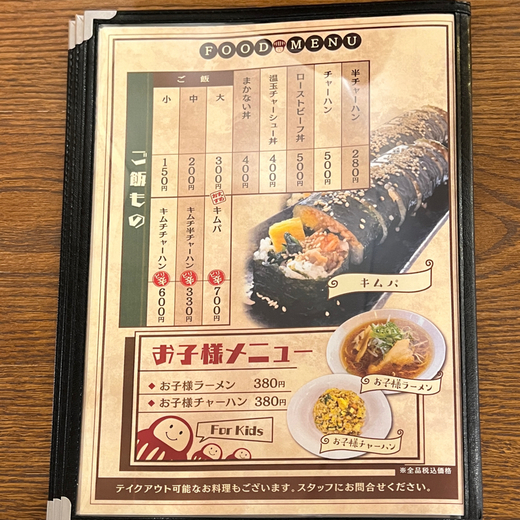 FOOD MENU
ご飯もの
半チャーハン 280円
チャーハン 500円
ローストビーフ丼 500円
温玉チャーシュー丼 400円
まかない丼 400円
ご飯
大 300円
中 200円
小 150円
おすすめ
キムパ 700円
キムチ半チャーハン ピリ辛 330円
キムチチャーハン ピリ辛 600円
キムパ
お子様メニュー
◆ お子様ラーメン 380円
◆ お子様チャーハン 380円
For Kids
お子様ラーメン
お子様チャーハン
※全品税込価格
テイクアウト可能なお料理もございます。スタッフにお問合せください。